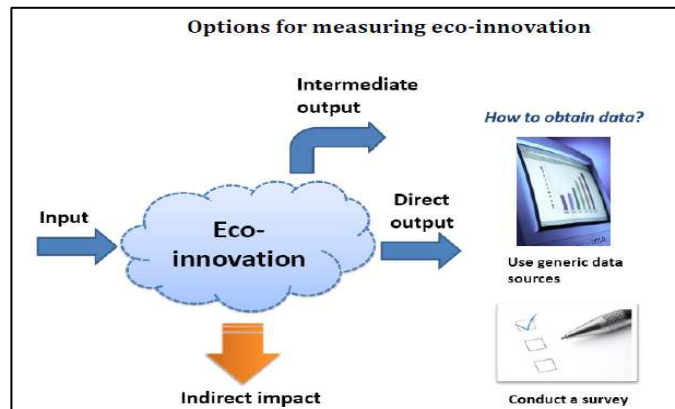 Options for measuring eco-innovation
Intermediate
output
How to obtain data?
Input
Eco-
innovation
Direct
output
Use generic data
sources
Indirect impact
Conduct a survey